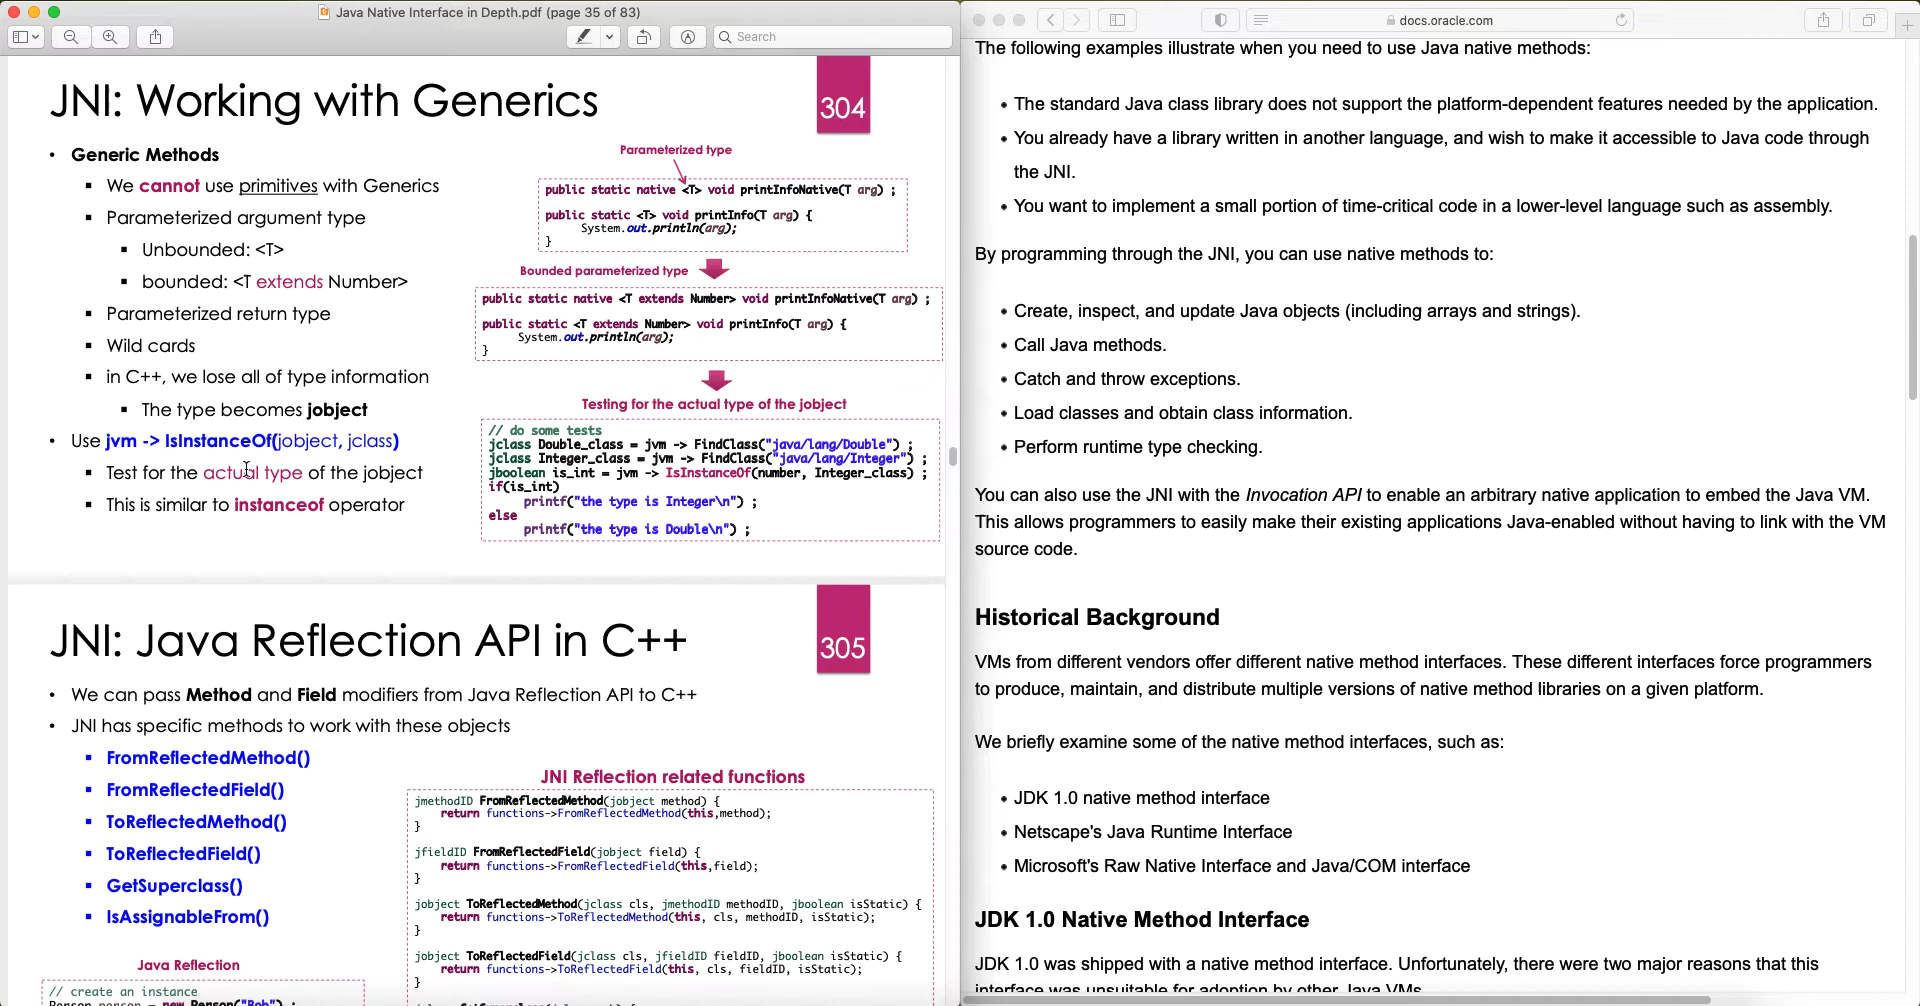 Java Native Interface in Depth.pdf (page 35 of 83)
Search
JNI: Working with Generics
304
• Generic Methods
▪ We cannot use primitives with Generics
▪ Parameterized argument type
▪ Unbounded: <T>
▪ bounded: <T extends Number>
▪ Parameterized return type
▪ Wild cards
▪ in C++, we lose all of type information
▪ The type becomes jobject
• Use jvm -> IsInstanceOf(jobject, jclass)
▪ Test for the actual type of the jobject
▪ This is similar to instanceof operator
Parameterized type
public static native <T> void printInfoNative(T arg) ;
public static <T> void printInfo(T arg) {
System.out.println(arg);
}
Bounded parameterized type
public static native <T extends Number> void printInfoNative(T arg) ;
public static <T extends Number> void printInfo(T arg) {
System.out.println(arg);
}
Testing for the actual type of the jobject
// do some tests
jclass Double_class = jvm -> FindClass("java/lang/Double") ;
jclass Integer_class = jvm -> FindClass("java/lang/Integer") ;
jboolean is_int = jvm -> IsInstanceOf(number, Integer_class) ;
if(is_int)
printf("the type is Integer\n") ;
else
printf("the type is Double\n") ;
JNI: Java Reflection API in C++
305
• We can pass Method and Field modifiers from Java Reflection API to C++
• JNI has specific methods to work with these objects
▪ FromReflectedMethod()
▪ FromReflectedField()
▪ ToReflectedMethod()
▪ ToReflectedField()
▪ GetSuperclass()
▪ IsAssignableFrom()
Java Reflection
// create an instance
Person person = new Person("Bob") ;
JNI Reflection related functions
jmethodID FromReflectedMethod(jobject method) {
return functions->FromReflectedMethod(this,method);
}
jfieldID FromReflectedField(jobject field) {
return functions->FromReflectedField(this,field);
}
jobject ToReflectedMethod(jclass cls, jmethodID methodID, jboolean isStatic) {
return functions->ToReflectedMethod(this, cls, methodID, isStatic);
}
jobject ToReflectedField(jclass cls, jfieldID fieldID, jboolean isStatic) {
return functions->ToReflectedField(this, cls, fieldID, isStatic);
}
docs.oracle.com
The following examples illustrate when you need to use Java native methods:
• The standard Java class library does not support the platform-dependent features needed by the application.
• You already have a library written in another language, and wish to make it accessible to Java code through
the JNI.
• You want to implement a small portion of time-critical code in a lower-level language such as assembly.
By programming through the JNI, you can use native methods to:
• Create, inspect, and update Java objects (including arrays and strings).
• Call Java methods.
• Catch and throw exceptions.
• Load classes and obtain class information.
• Perform runtime type checking.
You can also use the JNI with the Invocation API to enable an arbitrary native application to embed the Java VM.
This allows programmers to easily make their existing applications Java-enabled without having to link with the VM
source code.
Historical Background
VMs from different vendors offer different native method interfaces. These different interfaces force programmers
to produce, maintain, and distribute multiple versions of native method libraries on a given platform.
We briefly examine some of the native method interfaces, such as:
• JDK 1.0 native method interface
• Netscape's Java Runtime Interface
• Microsoft's Raw Native Interface and Java/COM interface
JDK 1.0 Native Method Interface
JDK 1.0 was shipped with a native method interface. Unfortunately, there were two major reasons that this
interface was unsuitable for adoption by other Java VMs.